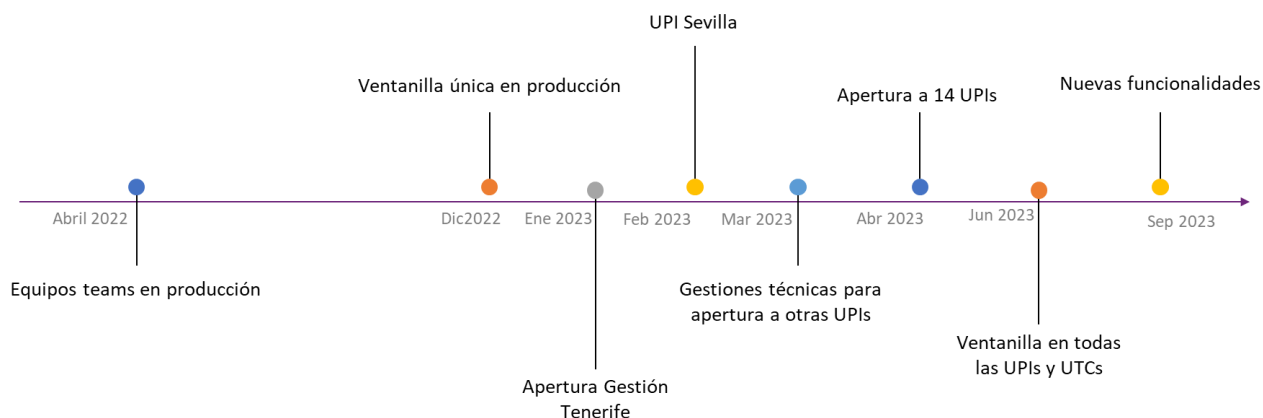 UPI Sevilla
Ventanilla única en producción
Apertura a 14 UPIs
Nuevas funcionalidades
Abril 2022
Dic2022
Ene 2023
Feb 2023
Mar 2023
Abr 2023
Jun 2023
Sep 2023
Equipos teams en producción
Gestiones técnicas para
apertura a otras UPIs
Ventanilla en todas
las UPIs y UTCs
Apertura Gestión
Tenerife